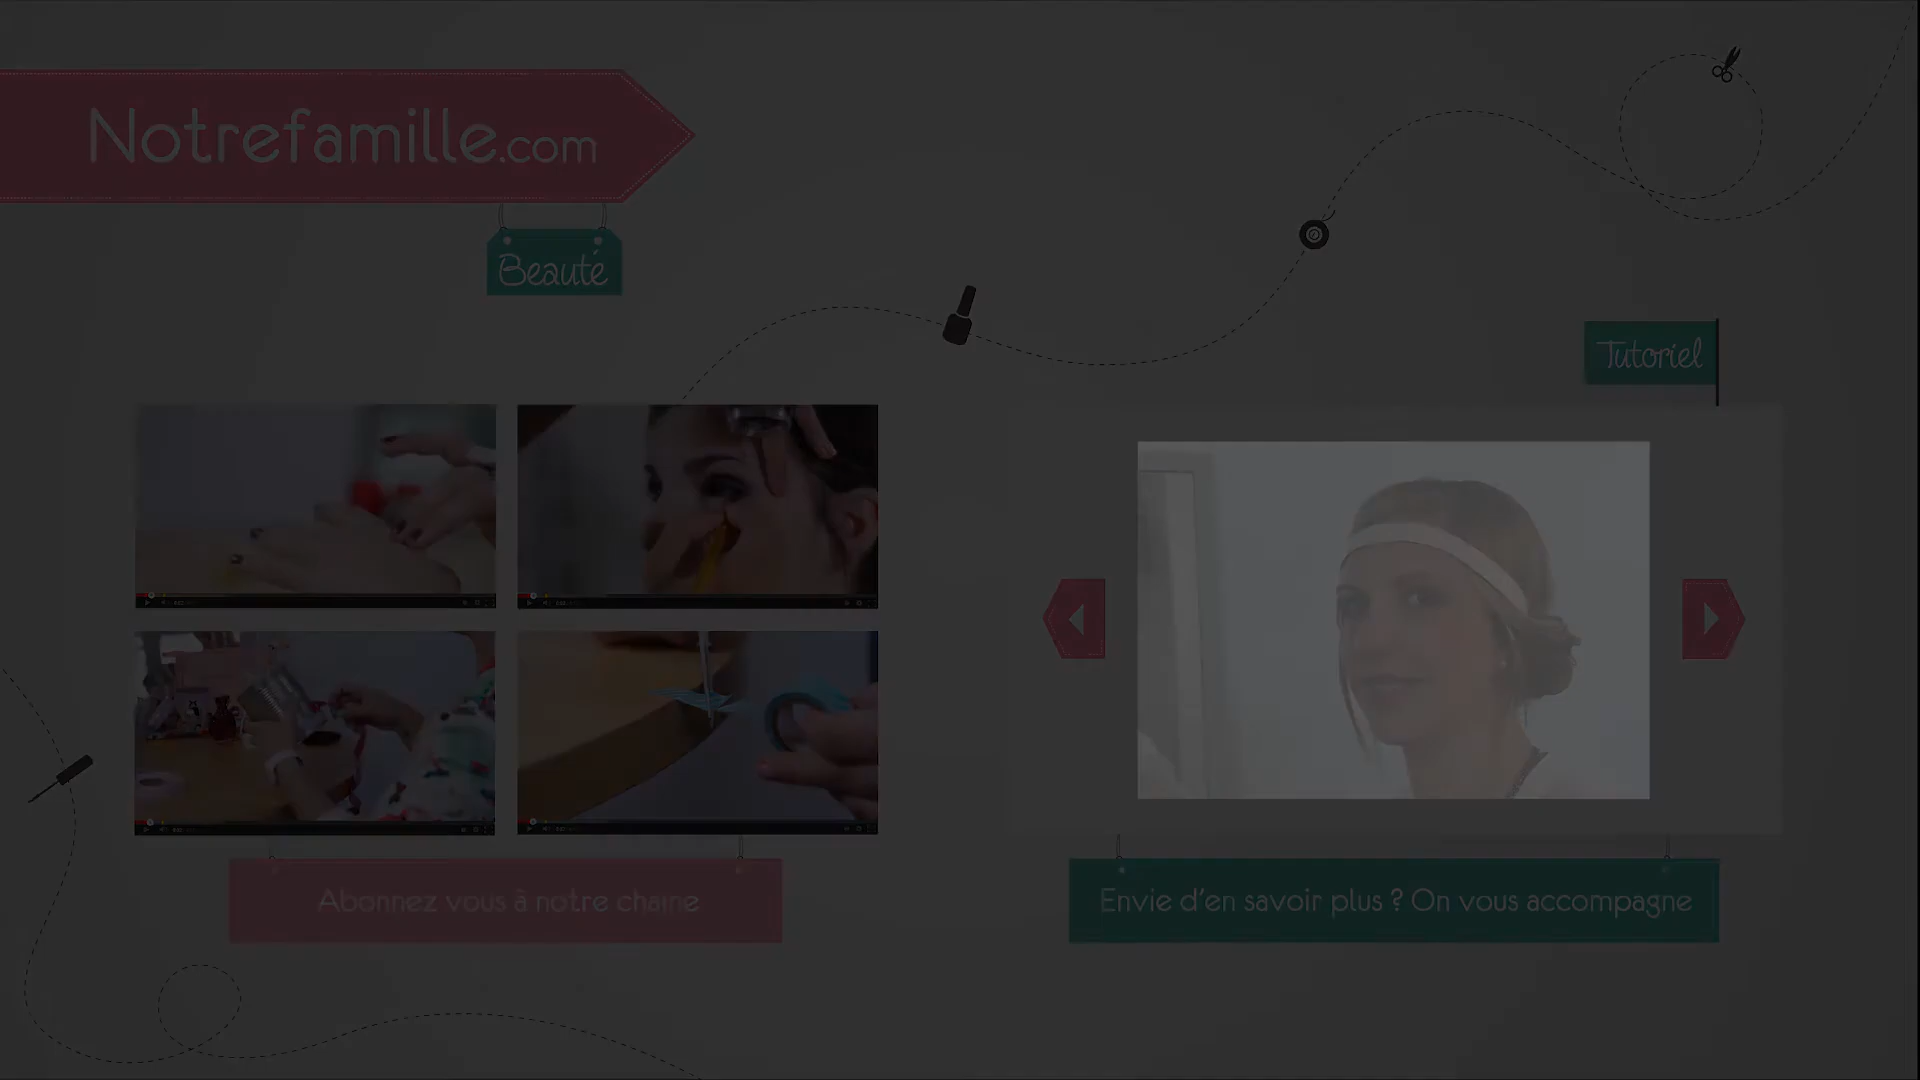 Notrefamille.com
Beauté
Tutoriel
Abonnez vous à notre chaine
Envie d'en savoir plus ? On vous accompagne